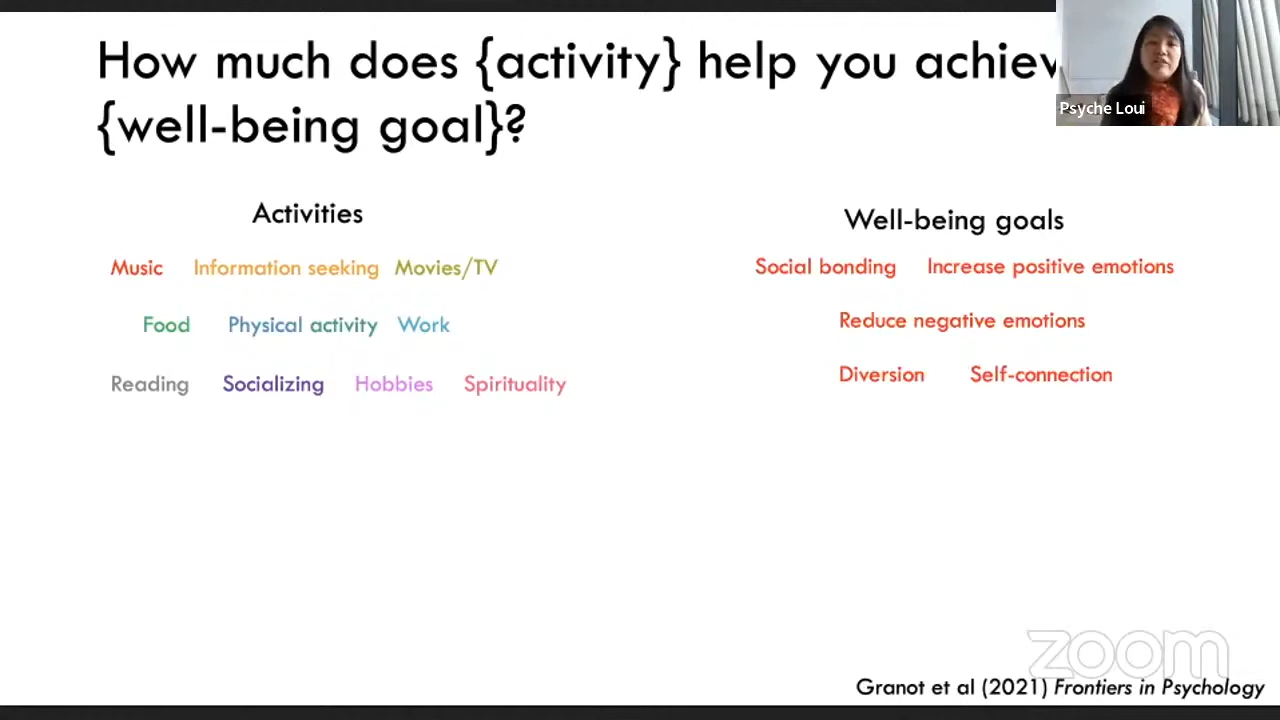 How much does {activity} help you achiev
{well-being goal}?
Psyche Loui
Activities
Music Information seeking Movies/TV
Food Physical activity Work
Reading Socializing Hobbies Spirituality
Well-being goals
Social bonding Increase positive emotions
Reduce negative emotions
Diversion Self-connection
zoom
Granot et al (2021) Frontiers in Psychology